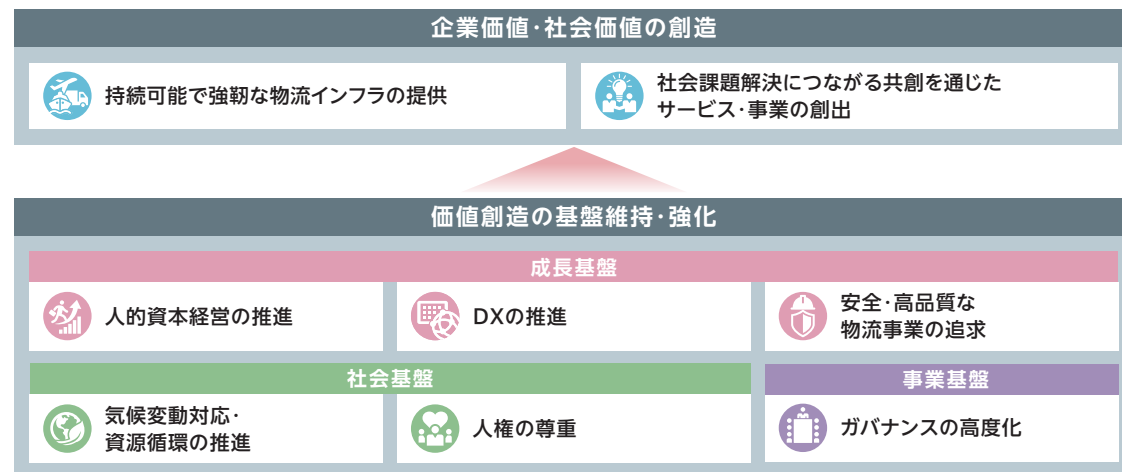 企業価値･社会価値の創造
持続可能で強靭な物流インフラの提供
社会課題解決につながる共創を通じた
サービス･事業の創出
価値創造の基盤維持･強化
成長基盤
人的資本経営の推進
DXの推進
安全･高品質な
物流事業の追求
社会基盤
事業基盤
気候変動対応･
資源循環の推進
人権の尊重
ガバナンスの高度化